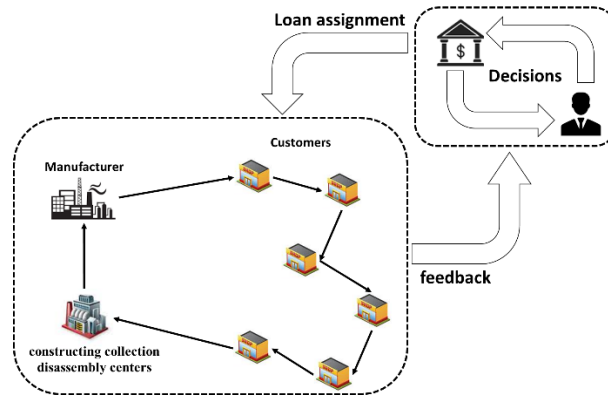 Loan assignment
$
Decisions
Customers
Manufacturer
feedback
constructing collection
disassembly centers